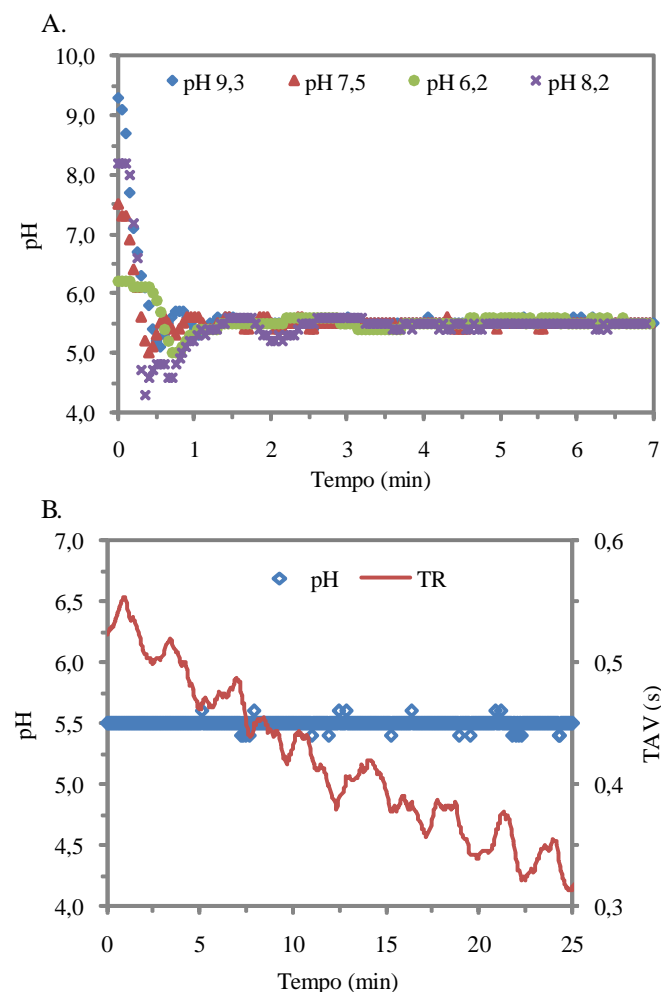 A.
pH 9,3 pH 7,5 pH 6,2 pH 8,2
10,0
9,0
8,0
7,0
6,0
5,0
4,0
pH
0 1 2 3 4 5 6 7
Tempo (min)
B.
pH TR
7,0
6,5
6,0
5,5
5,0
4,5
4,0
pH
0,6
0,5
0,4
0,3
TAV (s)
0 5 10 15 20 25
Tempo (min)